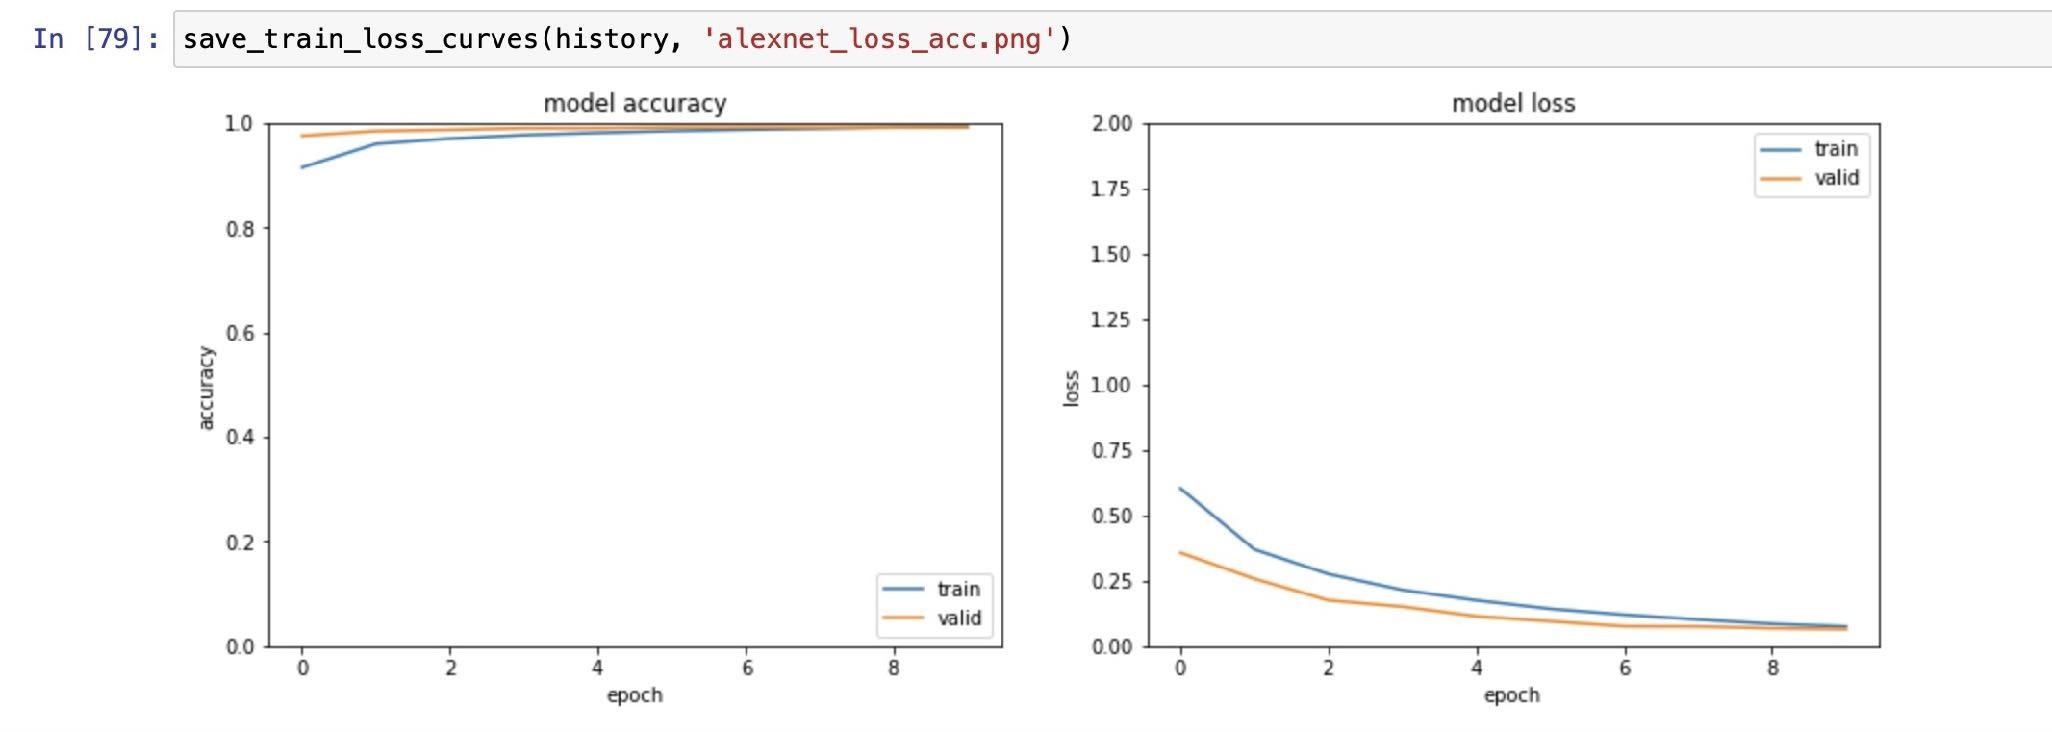 In [79]: save_train_loss_curves(history, 'alexnet_loss_acc.png')
model accuracy
1.0
0.8
0.6
0.4
0.2
0.0
accuracy
train
valid
0 2 4 6 8
epoch
model loss
2.00
1.75
1.50
1.25
1.00
0.75
0.50
0.25
0.00
loss
train
valid
0 2 4 6 8
epoch